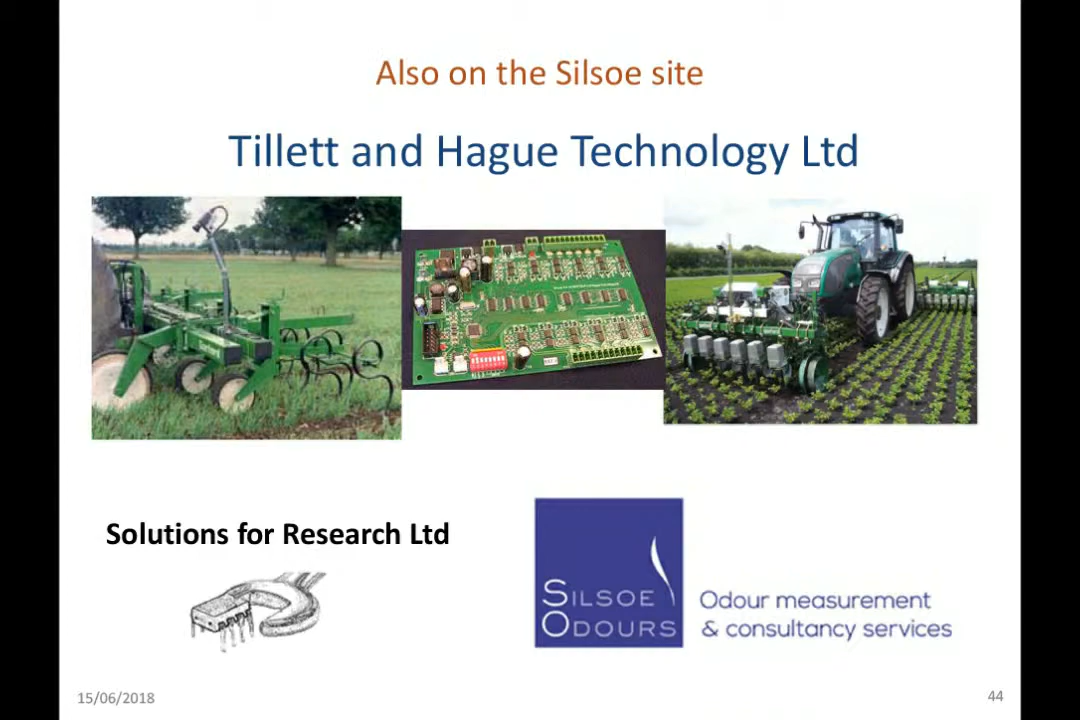 Also on the Silsoe site
Tillett and Hague Technology Ltd
Solutions for Research Ltd
SILSOE
ODOURS
Odour measurement
& consultancy services
15/06/2018
44